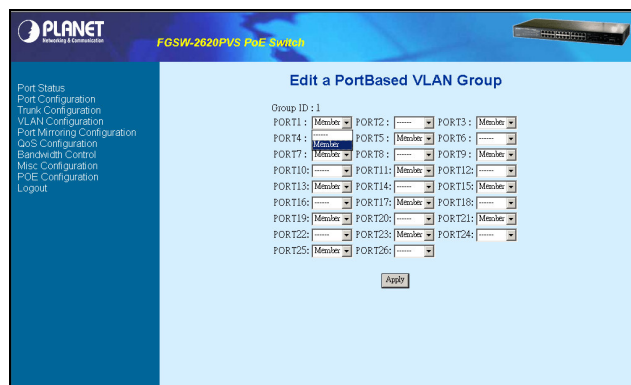 PLANET
Networking & Communication
FGSW-2620PVS PoE Switch
Port Status
Port Configuration
Trunk Configuration
VLAN Configuration
Port Mirroring Configuration
QoS Configuration
Bandwidth Control
Misc Configuration
POE Configuration
Logout
Edit a PortBased VLAN Group
Group ID : 1
PORT1 : Member PORT2 : ------ PORT3 : Member
PORT4 : ------ PORT5 : Member PORT6 : ------
Member
PORT7 : Member PORT8 : ------ PORT9 : Member
PORT10: ------ PORT11: Member PORT12: ------
PORT13: Member PORT14: ------ PORT15: Member
PORT16: ------ PORT17: Member PORT18: ------
PORT19: Member PORT20: ------ PORT21: Member
PORT22: ------ PORT23: Member PORT24: ------
PORT25: Member PORT26: ------
Apply